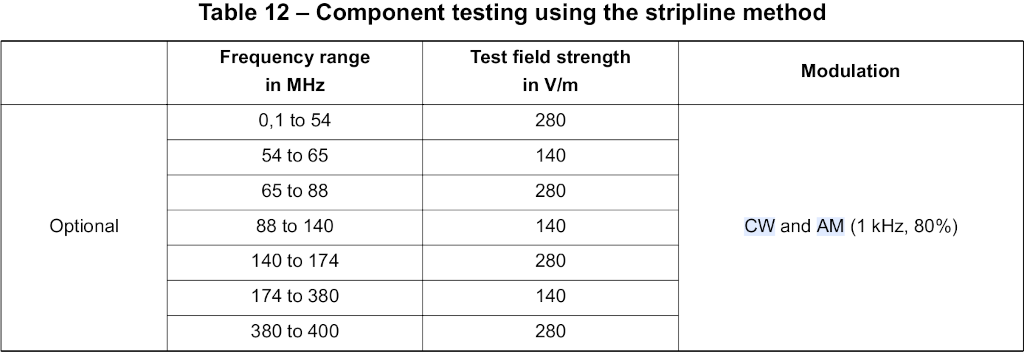 Table 12 – Component testing using the stripline method
Frequency range
in MHz
Test field strength
in V/m
Modulation
Optional
0,1 to 54
280
54 to 65
140
65 to 88
280
88 to 140
140
140 to 174
280
174 to 380
140
380 to 400
280
CW and AM (1 kHz, 80%)